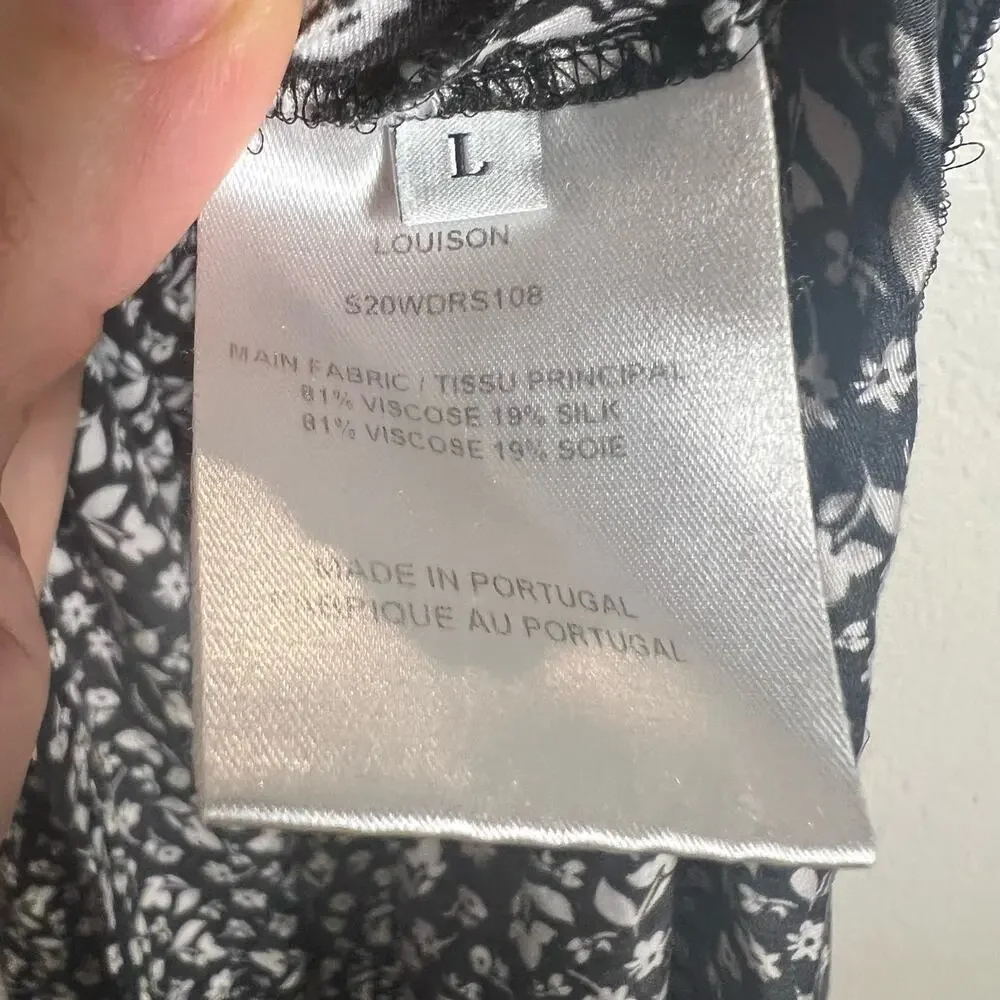 L
LOUISON
S20WDRS108
MAIN FABRIC / TISSU PRINCIPAL
81% VISCOSE 19% SILK
81% VISCOSE 19% SOIE
MADE IN PORTUGAL
AU PORTUGAL